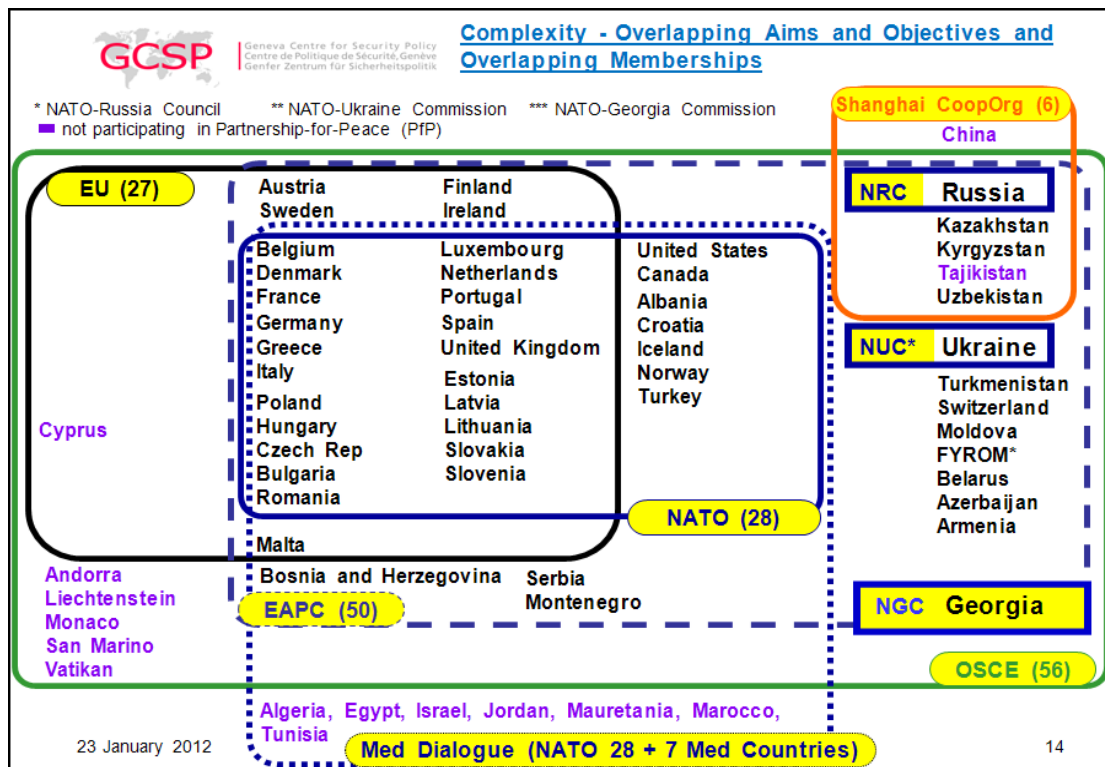 GCSP
Geneva Centre for Security Policy
Centre de Politique de Sécurité, Genève
Genfer Zentrum für Sicherheitspolitik
Complexity - Overlapping Aims and Objectives and
Overlapping Memberships
* NATO-Russia Council ** NATO-Ukraine Commission *** NATO-Georgia Commission
not participating in Partnership-for-Peace (PfP)
Shanghai CoopOrg (6)
China
EU (27)
Austria Finland
Sweden Ireland
NRC Russia
Kazakhstan
Kyrgyzstan
Tajikistan
Uzbekistan
Belgium Luxembourg United States
Denmark Netherlands Canada
France Portugal Albania
Germany Spain Croatia
Greece United Kingdom Iceland
Italy Estonia Norway
Poland Latvia Turkey
Hungary Lithuania
Czech Rep Slovakia
Bulgaria Slovenia
Romania
NUC* Ukraine
Turkmenistan
Switzerland
Moldova
FYROM*
Belarus
Azerbaijan
Armenia
Cyprus
NATO (28)
Malta
Bosnia and Herzegovina Serbia
Montenegro
EAPC (50)
NGC Georgia
Andorra
Liechtenstein
Monaco
San Marino
Vatikan
OSCE (56)
Algeria, Egypt, Israel, Jordan, Mauretania, Marocco,
Tunisia
Med Dialogue (NATO 28 + 7 Med Countries)
23 January 2012
14